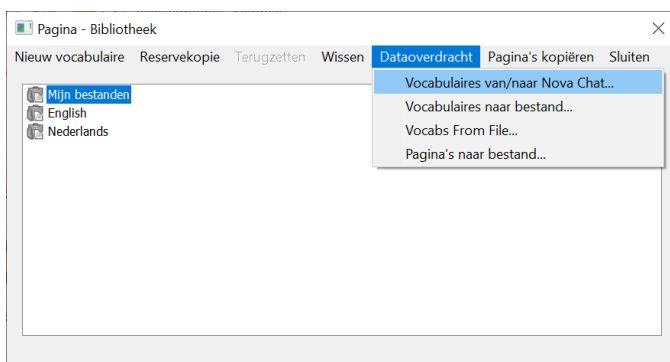 Pagina - Bibliotheek
Nieuw vocabulaire Reservekopie Terugzetten Wissen Dataoverdracht Pagina's kopiëren Sluiten
Vocabulaires van/naar Nova Chat...
Vocabulaires naar bestand...
Vocabs From File...
Pagina's naar bestand...
Mijn bestanden
English
Nederlands